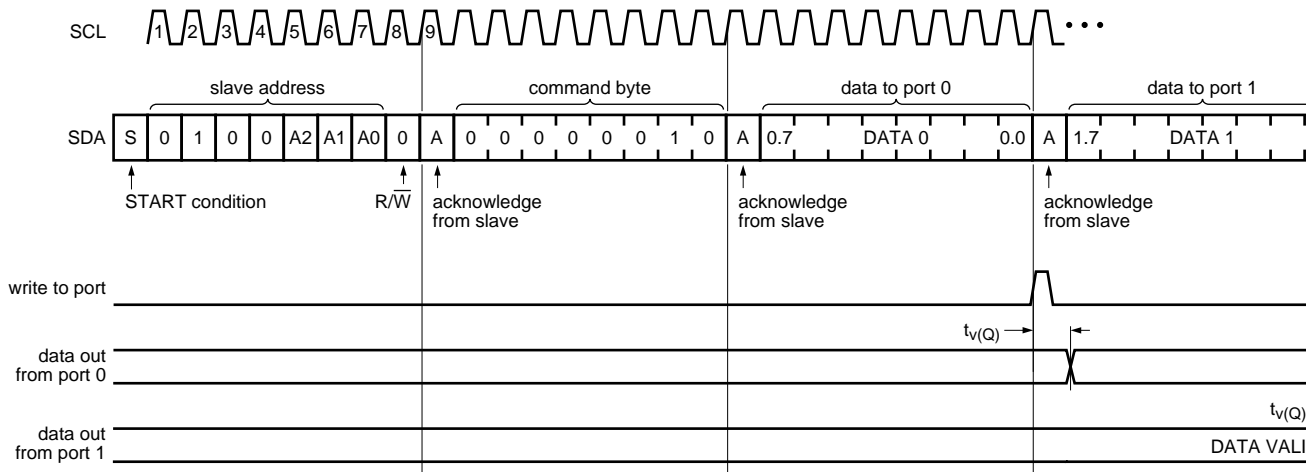 SCL 1 2 3 4 5 6 7 8 9 •••
slave address command byte data to port 0 data to port 1
SDA S 0 1 0 0 A2 A1 A0 0 A 0 0 0 0 0 0 1 0 A 0.7 DATA 0 0.0 A 1.7 DATA 1
START condition R/W̅ acknowledge from slave acknowledge from slave acknowledge from slave
write to port
tv(Q)
data out from port 0
tv(Q)
data out from port 1
DATA VALI